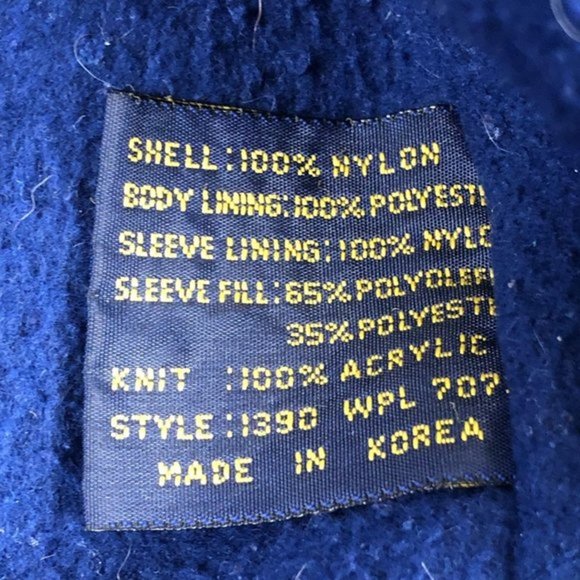 SHELL:100% NYLON
BODY LINING:100% POLYESTE
SLEEVE LINING:100% NYLO
SLEEVE FILL:65% POLYOLEF
35% POLYESTE
KNIT :100% ACRYLIC
STYLE:1390 WPL 707
MADE IN KOREA